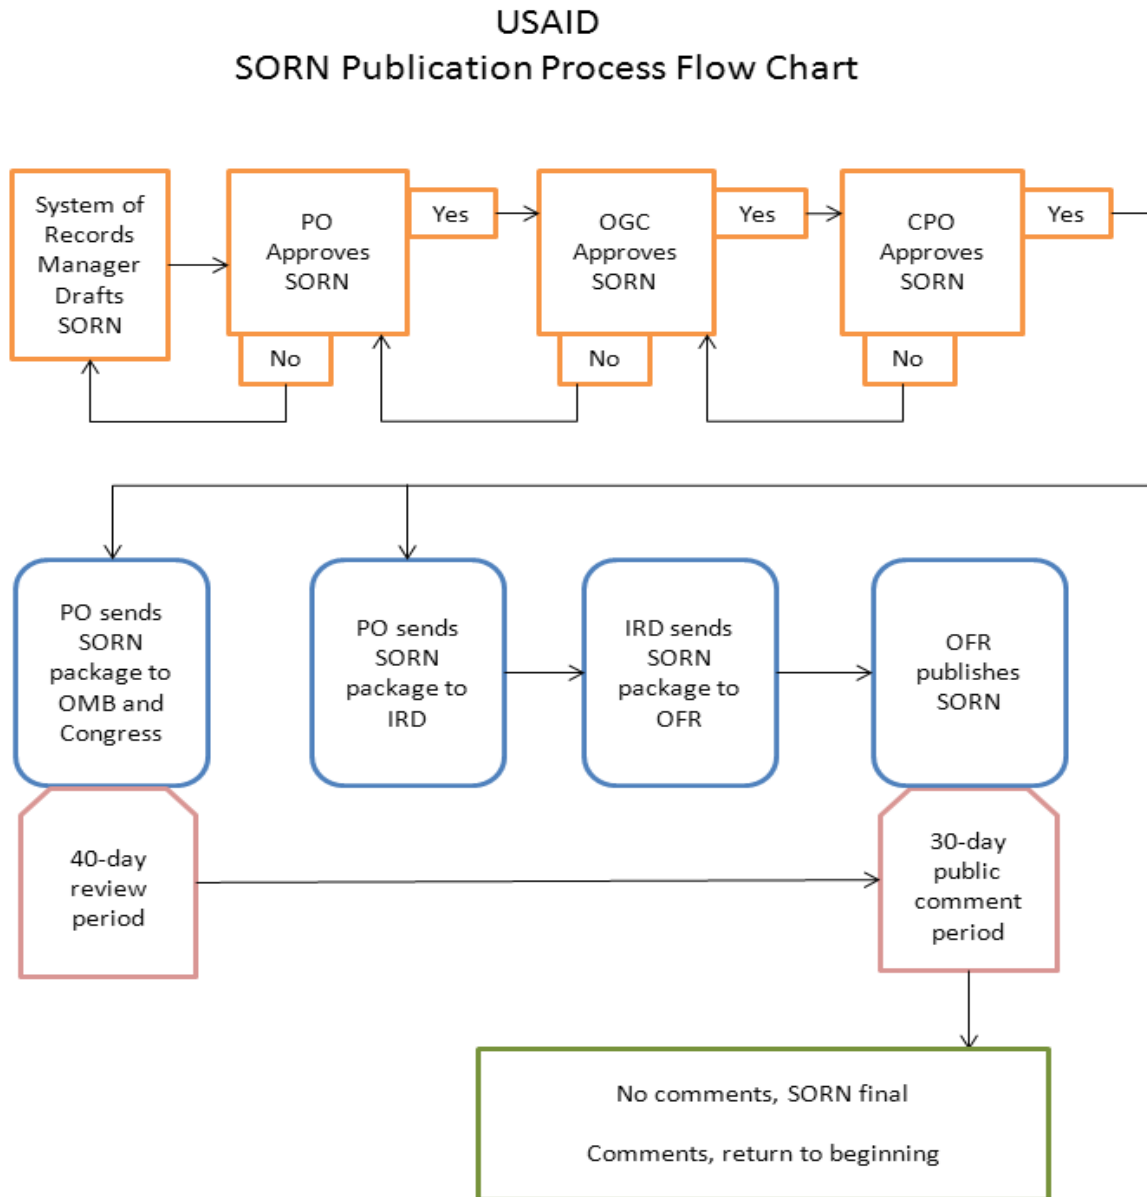 USAID
SORN Publication Process Flow Chart
System of
Records
Manager
Drafts
SORN
PO
Approves
SORN
Yes
No
OGC
Approves
SORN
Yes
No
CPO
Approves
SORN
Yes
No
PO sends
SORN
package to
OMB and
Congress
PO sends
SORN
package to
IRD
IRD sends
SORN
package to
OFR
OFR
publishes
SORN
40-day
review
period
30-day
public
comment
period
No comments, SORN final
Comments, return to beginning